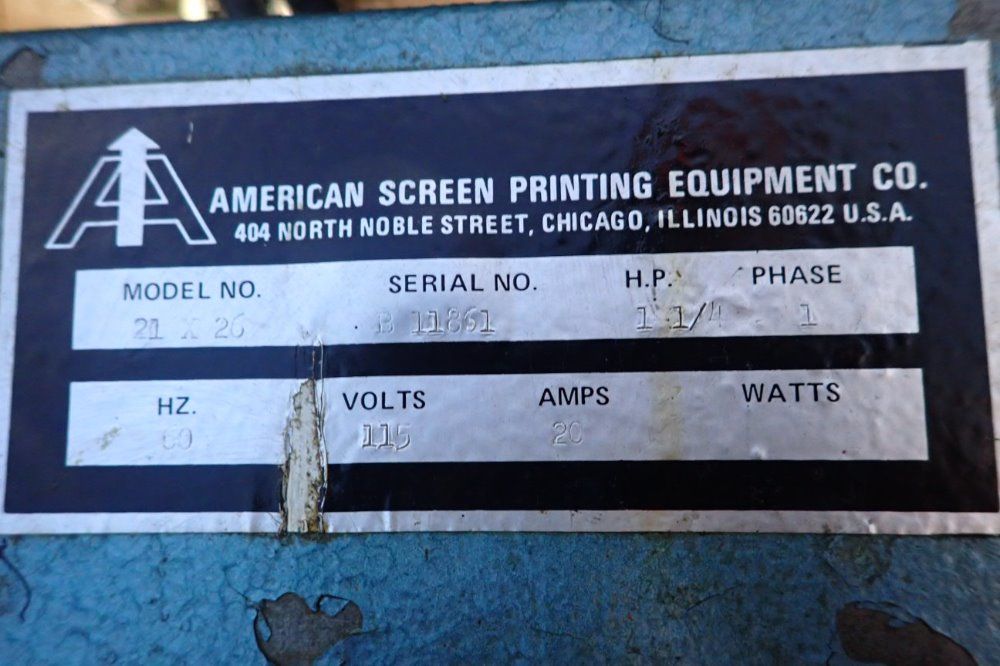 AMERICAN SCREEN PRINTING EQUIPMENT CO.
404 NORTH NOBLE STREET, CHICAGO, ILLINOIS 60622 U.S.A.
MODEL NO. SERIAL NO. H.P. PHASE
21 X 26 B 11861 1 1/4 1
HZ. VOLTS AMPS WATTS
60 115 20